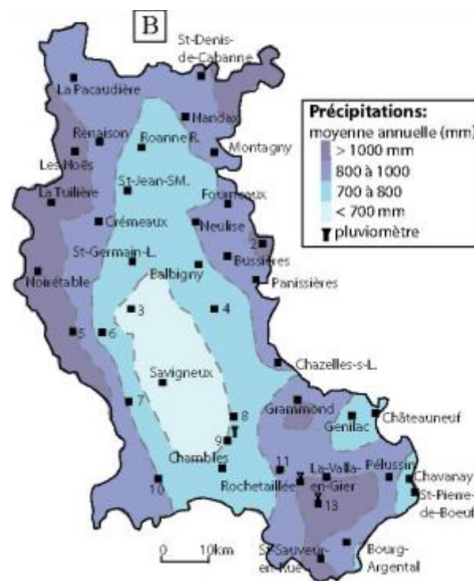 B
St-Denis-
de-Cabanne
La Pacaudière
Nandax
Renaison
Roanne R.
Montagny
Les Noës
Précipitations:
moyenne annuelle (mm)
> 1000 mm
800 à 1000
700 à 800
< 700 mm
pluviomètre
La Tuilière
St-Jean-SM.
Fourneaux
Crémeaux
Neulise
2
St-Germain-L.
Bussières
Noirétable
Balbigny
Panissières
3
4
5
6
Savigneux
Chazelles-s-L.
7
8
Grammond
Châteauneuf
Genilac
9
Chambles
11
La-Valla-
en-Gier
Pélussin
Chavanay
10
Rochetaillée
13
St-Pierre-
de-Boeuf
St-Sauveur-
en-Rue
Bourg-
Argental
0
10km